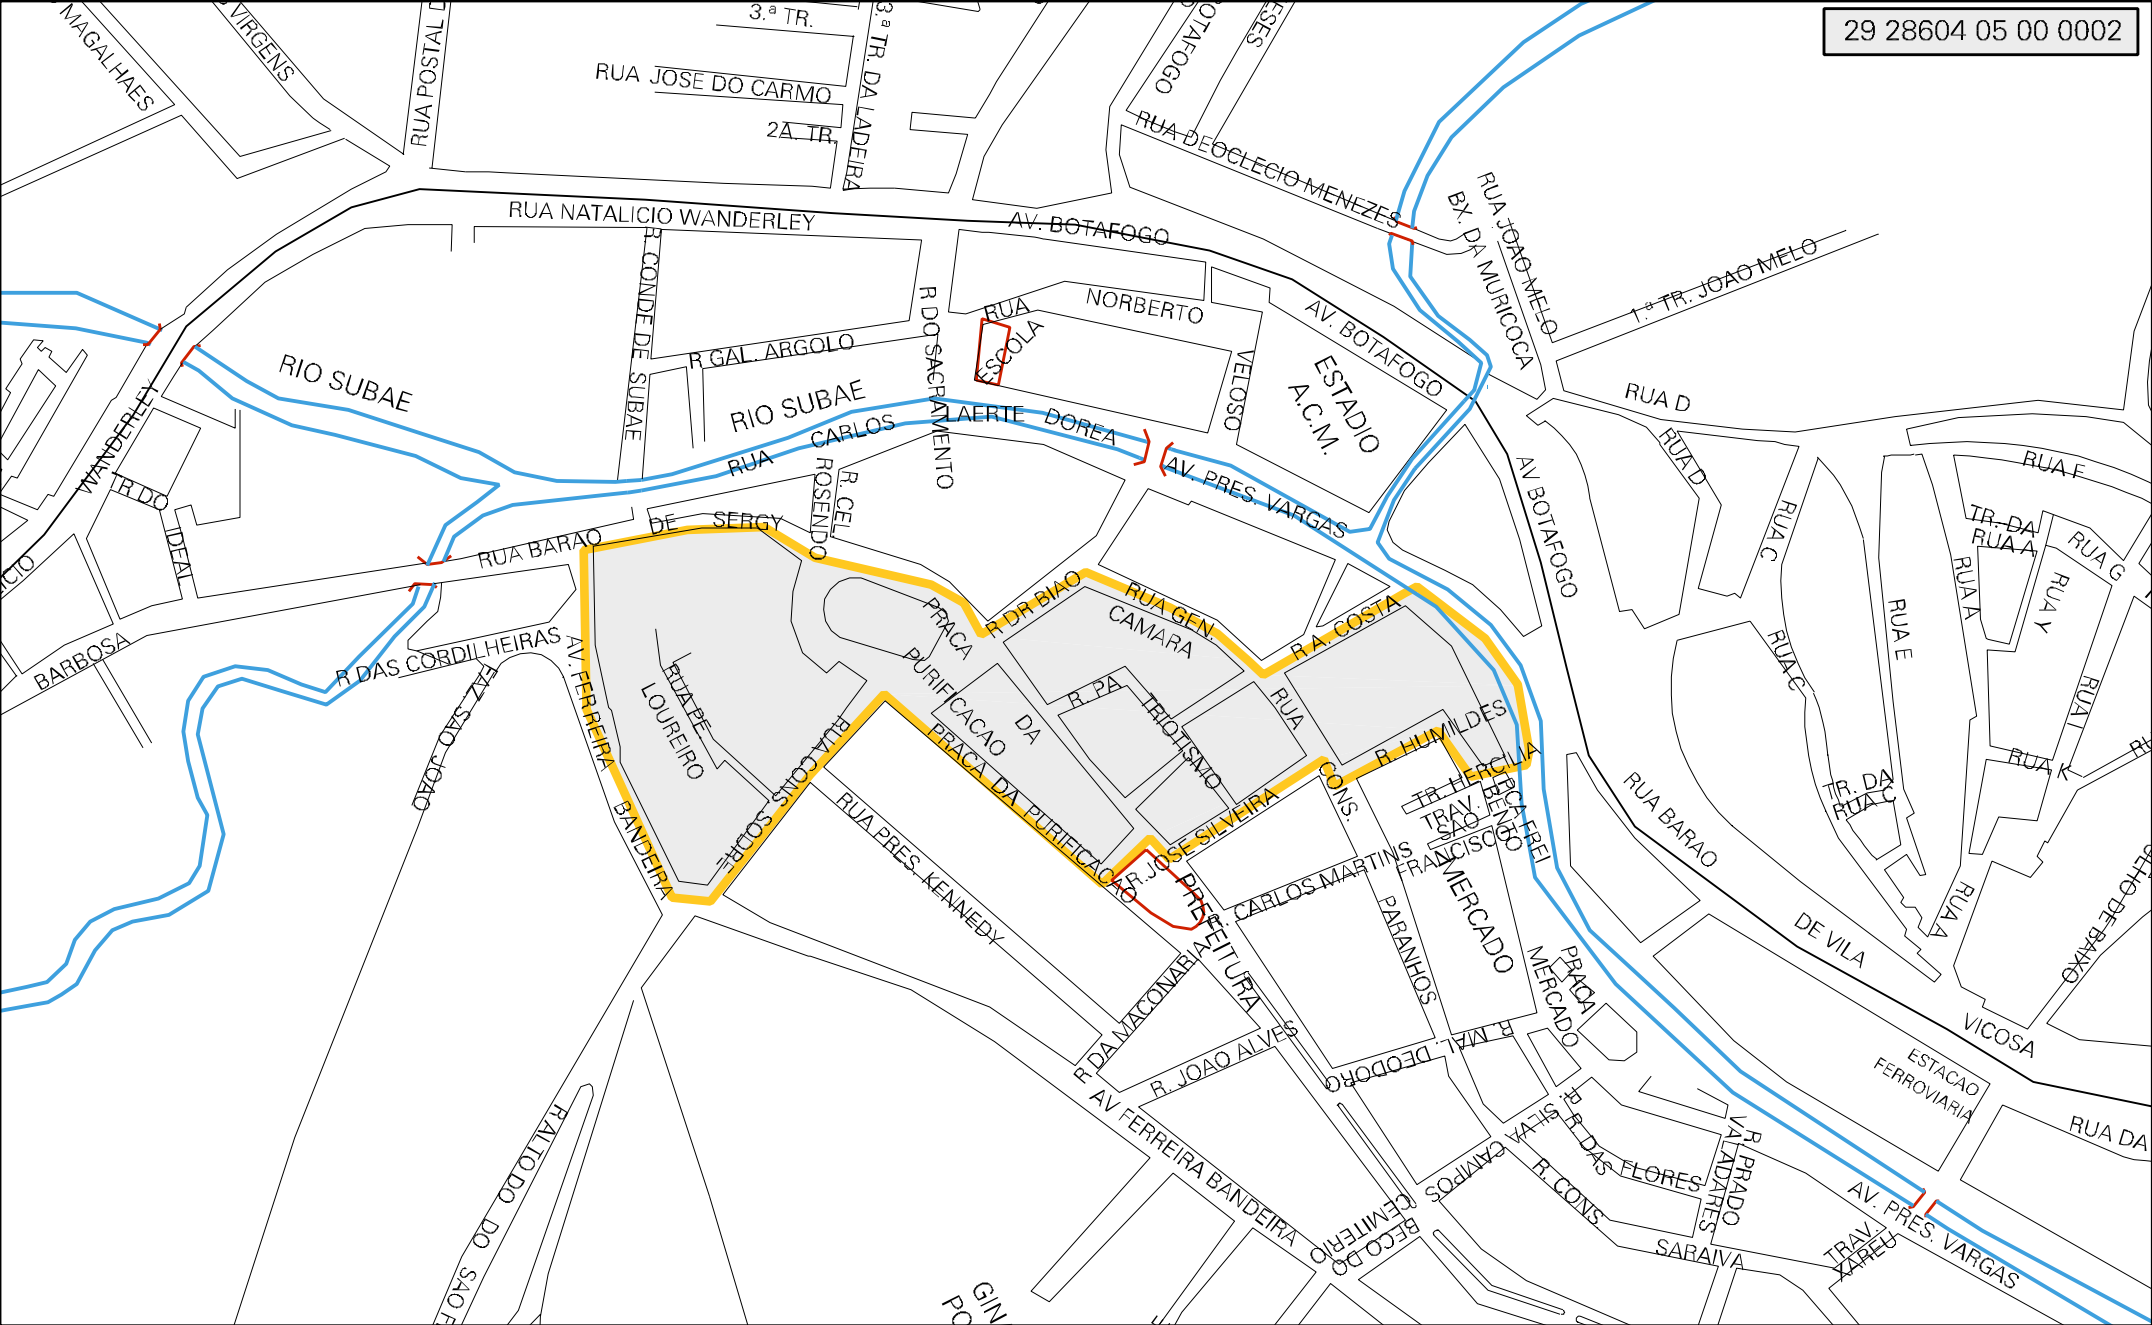 29 28604 05 00 0002
MAGALHAES
VIRGENS
RUA POSTAL
3.ª TR.
3.ª TR. DA LADEIRA
RUA JOSE DO CARMO
2A. TR.
BOTAFOGO
RUA DEOCLECIO MENEZES
RUA JOAO MELO
BX. DA MURICOCA
1.ª TR. JOAO MELO
RUA NATALICIO WANDERLEY
AV. BOTAFOGO
R CONDE DE SUBAE
R DO SACRAMENTO
RUA
NORBERTO
VELOSO
ESCOLA
R GAL. ARGOLO
AV. BOTAFOGO
ESTADIO
A.C.M.
RUA D
RIO SUBAE
RIO SUBAE
RUA
CARLOS
LAERTE
DOREA
WANDERLEY
TR DO
IDEAL
AV. PRES. VARGAS
AV BOTAFOGO
RUA D
RUA C
RUA F
TR. DA
RUA A
RUA G
RUA Y
RUA A
RUA E
RUA C
RUA I
RUA K
TR. DA
RUA C
RUA A
R. CEL
ROSENDO
RUA BARAO
DE
SERGY
BARBOSA
R DAS CORDILHEIRAS
FAZ. SAO JOAO
AV. FERREIRA
BANDEIRA
RUA PE
LOUREIRO
PRACA
PURIFICACAO
DA
R DR BIAO
RUA GEN.
CAMARA
R A. COSTA
R. PA
TRIOTISMO
RUA
CONS.
PARANHOS
R. HUMILDES
TR. HERCILIA
TRAV.
SAO
FRANCISCO
PCA FREI
BENTO
RUA CONS
SODRE
PRACA DA PURIFICACAO
R. JOSE SILVEIRA
RUA PRES. KENNEDY
PREFEITURA
CARLOS MARTINS
MERCADO
PRACA
MERCADO
RUA BARAO
DE VILA
VICOSA
R DA MACONARIA
R. JOAO ALVES
R. MAL. DEODORO
ESTACAO
FERROVIARIA
RUA DA
AV FERREIRA BANDEIRA
R. SILVA CAMPOS
R DAS
FLORES
R PRADO
VALADARES
R. CONS
SARAIVA
BECO DO
CEMITERIO
TRAV.
XAREU
AV. PRES. VARGAS
R ALTO DO
DO
SAO
GIN
PO